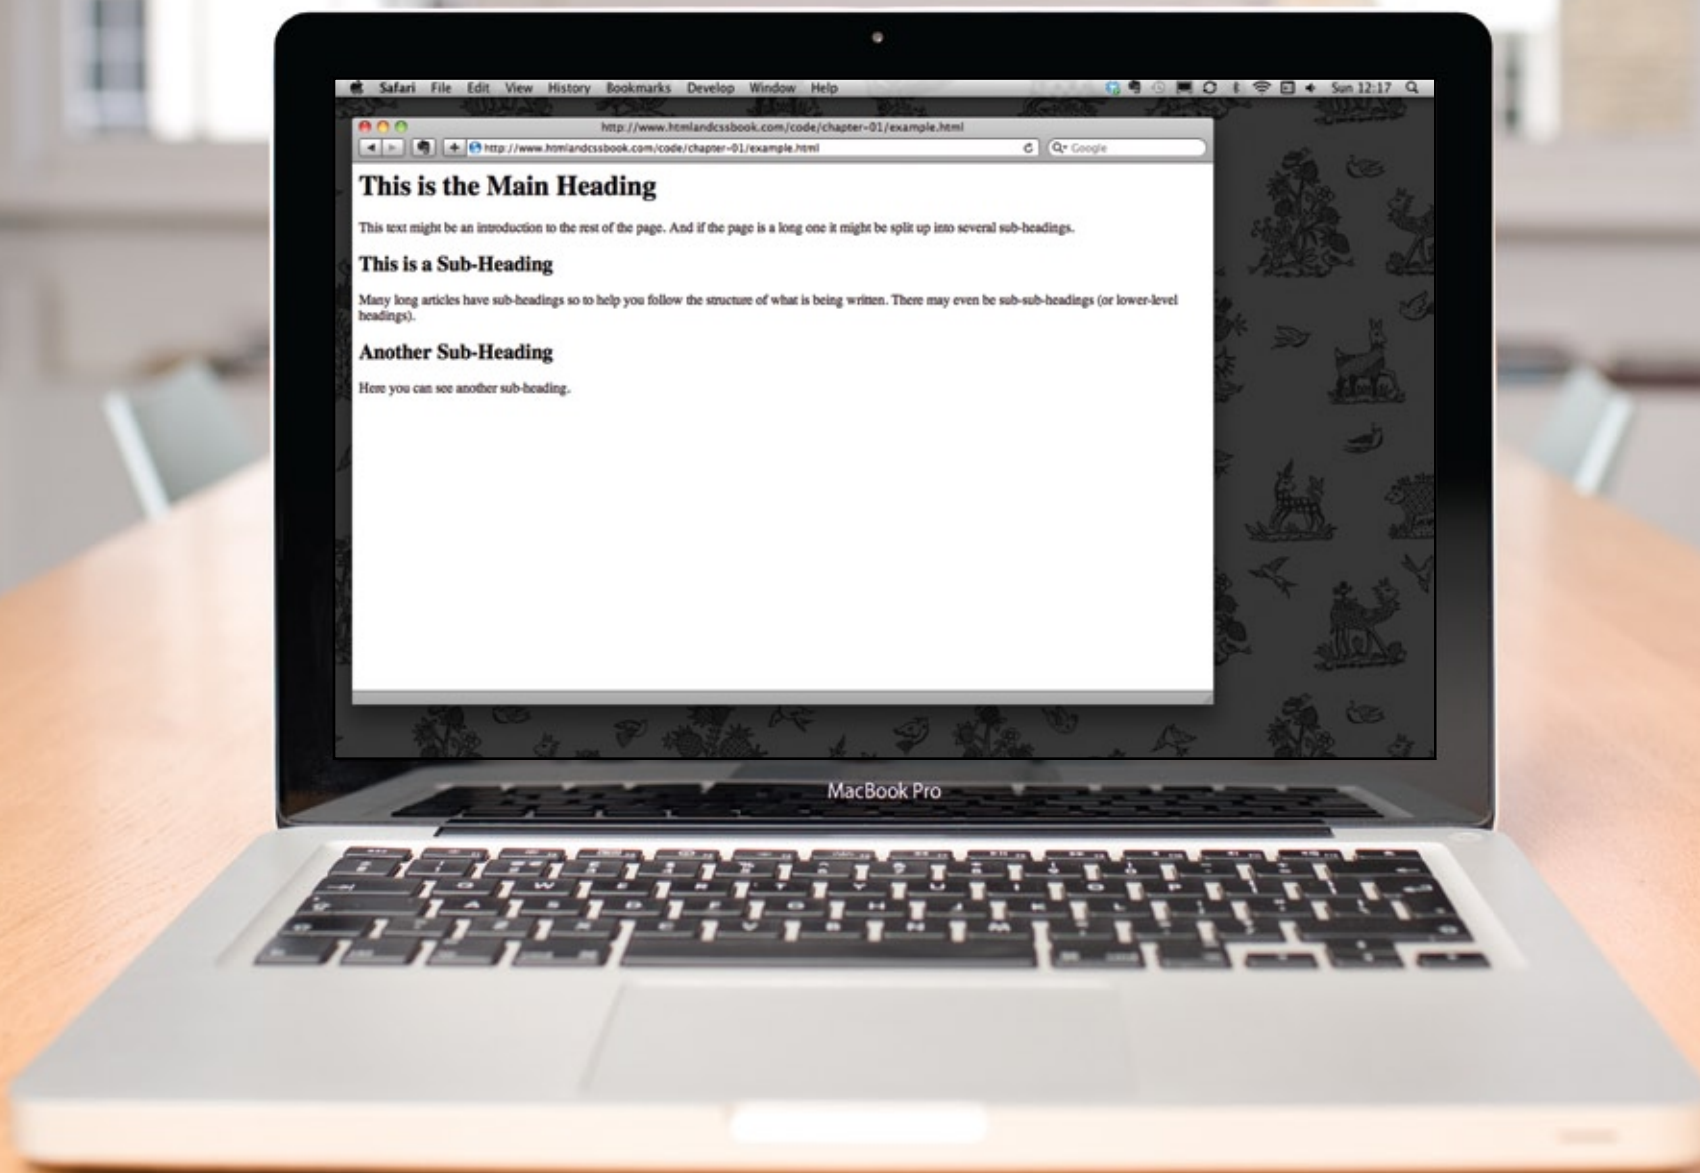 Safari File Edit View History Bookmarks Develop Window Help Sun 12:17
http://www.htmlandcssbook.com/code/chapter-01/example.html
http://www.htmlandcssbook.com/code/chapter-01/example.html Google
This is the Main Heading
This text might be an introduction to the rest of the page. And if the page is a long one it might be split up into several sub-headings.
This is a Sub-Heading
Many long articles have sub-headings so to help you follow the structure of what is being written. There may even be sub-sub-headings (or lower-level
headings).
Another Sub-Heading
Here you can see another sub-heading.
MacBook Pro
Q W E R T Y U I O P
A S D F G H J K L
Z X C V B N M